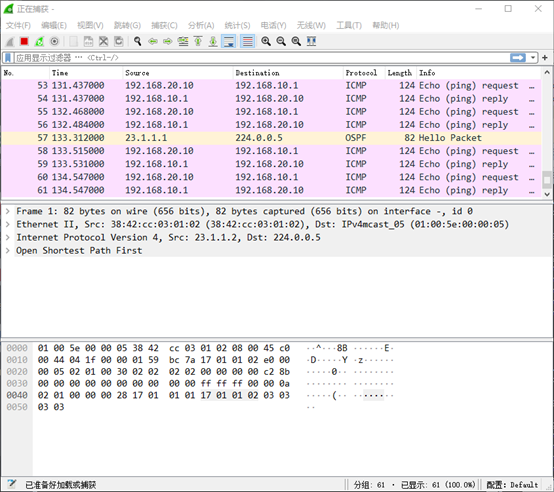 正在捕获 -
文件(F) 编辑(E) 视图(V) 跳转(G) 捕获(C) 分析(A) 统计(S) 电话(Y) 无线(W) 工具(T) 帮助(H)
应用显示过滤器 … <Ctrl-/>
No. Time Source Destination Protocol Length Info
53 131.437000 192.168.20.10 192.168.10.1 ICMP 124 Echo (ping) request …
54 131.437000 192.168.10.1 192.168.20.10 ICMP 124 Echo (ping) reply …
55 132.468000 192.168.20.10 192.168.10.1 ICMP 124 Echo (ping) request …
56 132.484000 192.168.10.1 192.168.20.10 ICMP 124 Echo (ping) reply …
57 133.312000 23.1.1.1 224.0.0.5 OSPF 82 Hello Packet
58 133.515000 192.168.20.10 192.168.10.1 ICMP 124 Echo (ping) request …
59 133.531000 192.168.10.1 192.168.20.10 ICMP 124 Echo (ping) reply …
60 134.547000 192.168.20.10 192.168.10.1 ICMP 124 Echo (ping) request …
61 134.547000 192.168.10.1 192.168.20.10 ICMP 124 Echo (ping) reply …
> Frame 1: 82 bytes on wire (656 bits), 82 bytes captured (656 bits) on interface -, id 0
> Ethernet II, Src: 38:42:cc:03:01:02 (38:42:cc:03:01:02), Dst: IPv4mcast_05 (01:00:5e:00:00:05)
> Internet Protocol Version 4, Src: 23.1.1.2, Dst: 224.0.0.5
> Open Shortest Path First
0000 01 00 5e 00 00 05 38 42 cc 03 01 02 08 00 45 c0 ··^···8B ······E·
0010 00 44 04 1f 00 00 01 59 bc 7a 17 01 01 02 e0 00 ·D·····Y ·z······
0020 00 05 02 01 00 30 02 02 02 02 00 00 00 00 c2 8b ·····0·· ········
0030 00 00 00 00 00 00 00 00 00 00 ff ff ff 00 00 0a ········ ········
0040 02 01 00 00 00 28 17 01 01 01 17 01 01 02 03 03 ·····(·· ········
0050 03 03 ··
已准备好加载或捕获 分组: 61 · 已显示: 61 (100.0%) 配置: Default